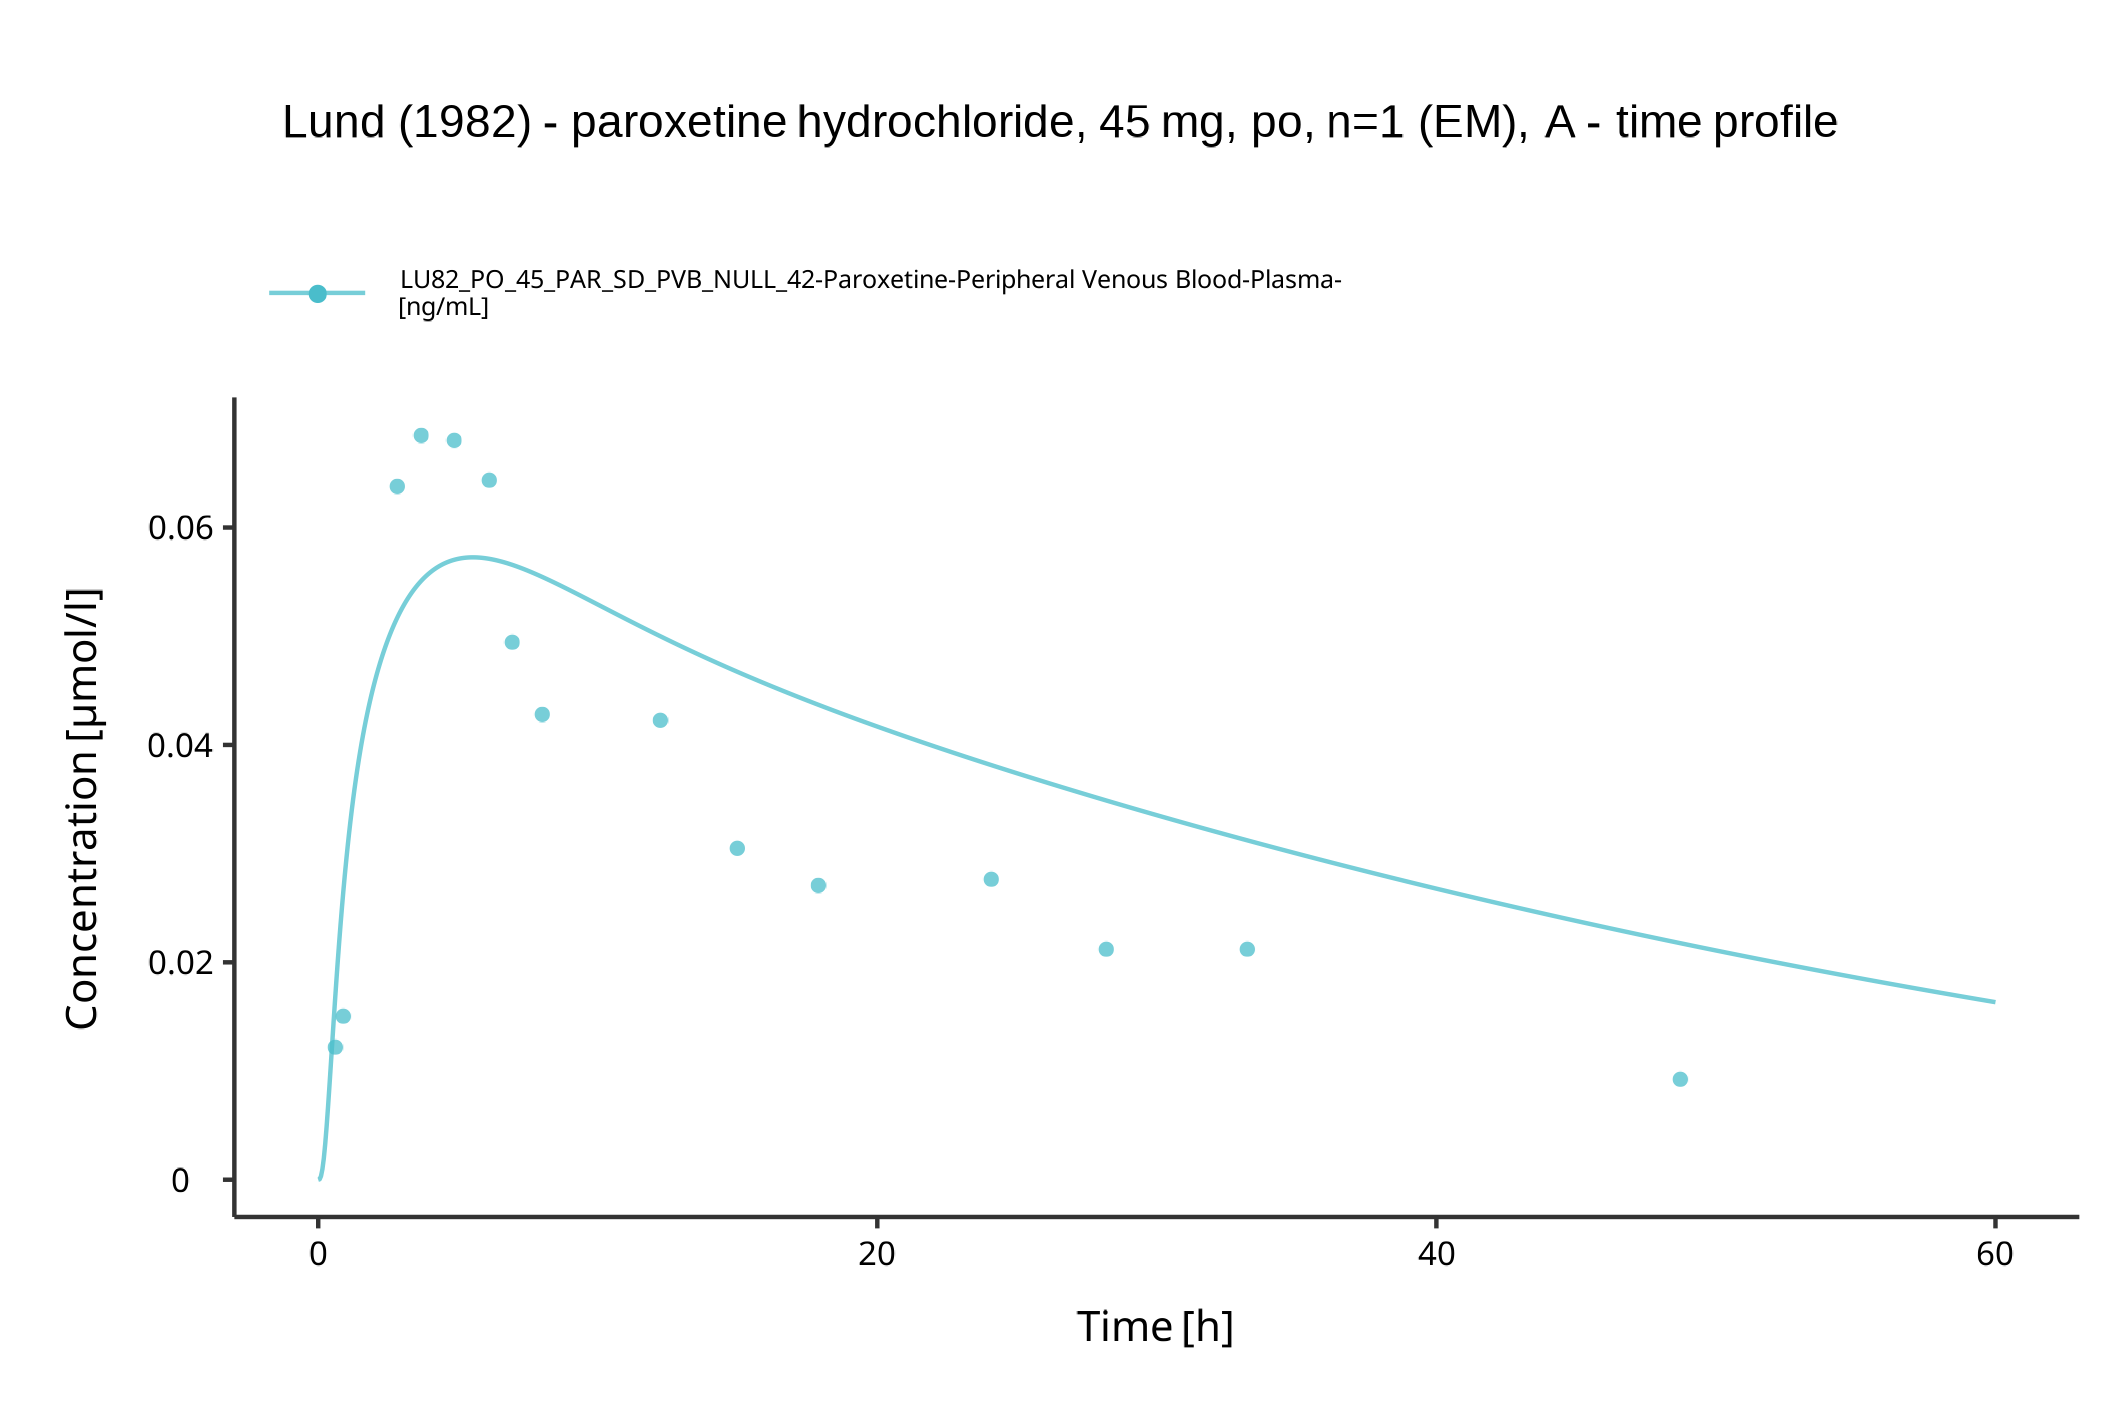 Lund (1982) - paroxetine hydrochloride, 45 mg, po, n=1 (EM), A - time profile
LU82_PO_45_PAR_SD_PVB_NULL_42-Paroxetine-Peripheral Venous Blood-Plasma-
[ng/mL]
Concentration [µmol/l]
0.06
0.04
0.02
0
0
20
40
60
Time [h]